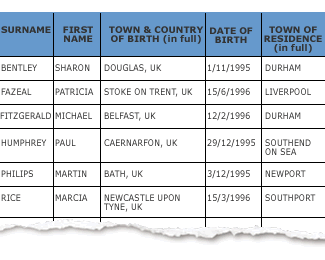 SURNAME FIRST NAME TOWN & COUNTRY OF BIRTH (in full) DATE OF BIRTH TOWN OF RESIDENCE (in full)
BENTLEY SHARON DOUGLAS, UK 1/11/1995 DURHAM
FAZEAL PATRICIA STOKE ON TRENT, UK 15/6/1996 LIVERPOOL
FITZGERALD MICHAEL BELFAST, UK 12/2/1996 DURHAM
HUMPHREY PAUL CAERNARFON, UK 29/12/1995 SOUTHEND ON SEA
PHILIPS MARTIN BATH, UK 3/12/1995 NEWPORT
RICE MARCIA NEWCASTLE UPON TYNE, UK 15/3/1996 SOUTHPORT